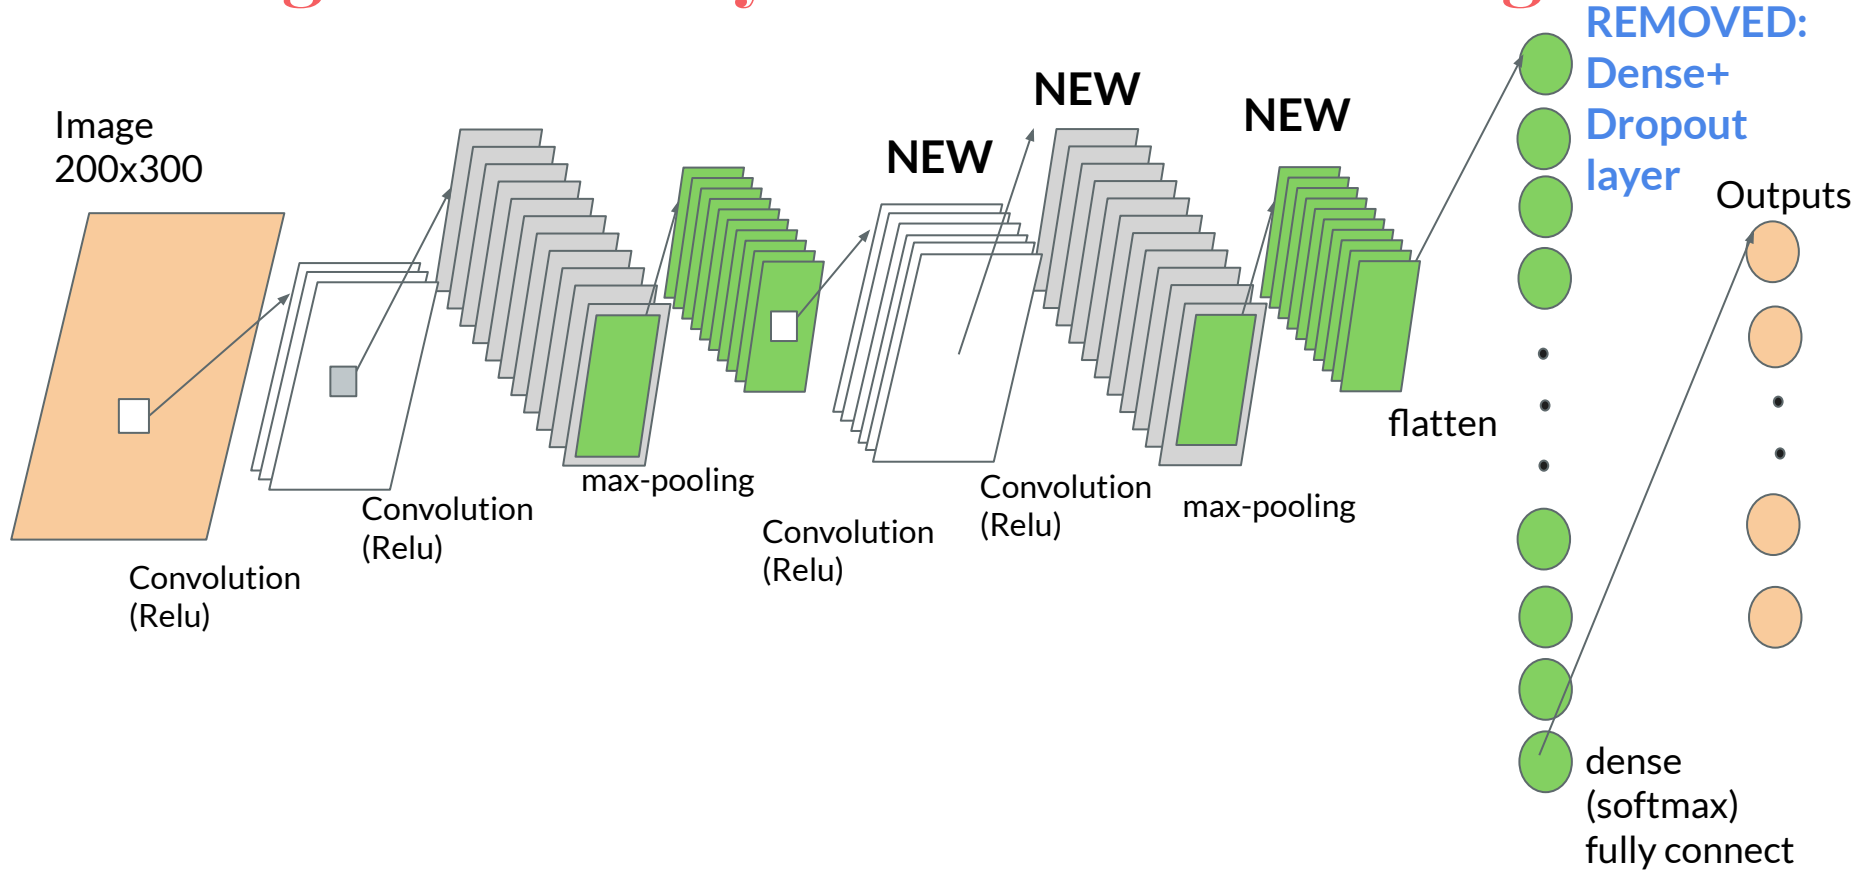 Image
200x300
Convolution
(Relu)
Convolution
(Relu)
max-pooling
NEW
Convolution
(Relu)
NEW
Convolution
(Relu)
NEW
max-pooling
flatten
REMOVED:
Dense+
Dropout
layer
Outputs
dense
(softmax)
fully connect